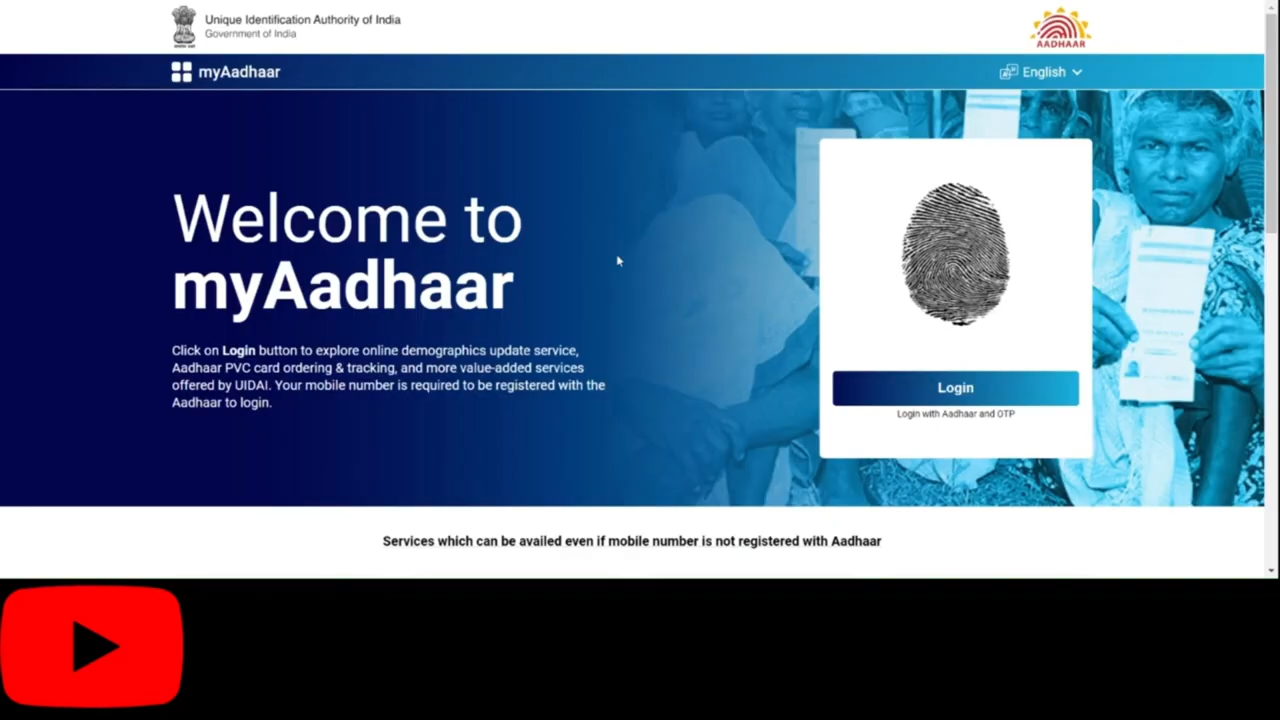 Unique Identification Authority of India
Government of India
AADHAAR
myAadhaar
English
Welcome to
myAadhaar
Click on Login button to explore online demographics update service,
Aadhaar PVC card ordering & tracking, and more value-added services
offered by UIDAI. Your mobile number is required to be registered with the
Aadhaar to login.
Login
Login with Aadhaar and OTP
Services which can be availed even if mobile number is not registered with Aadhaar